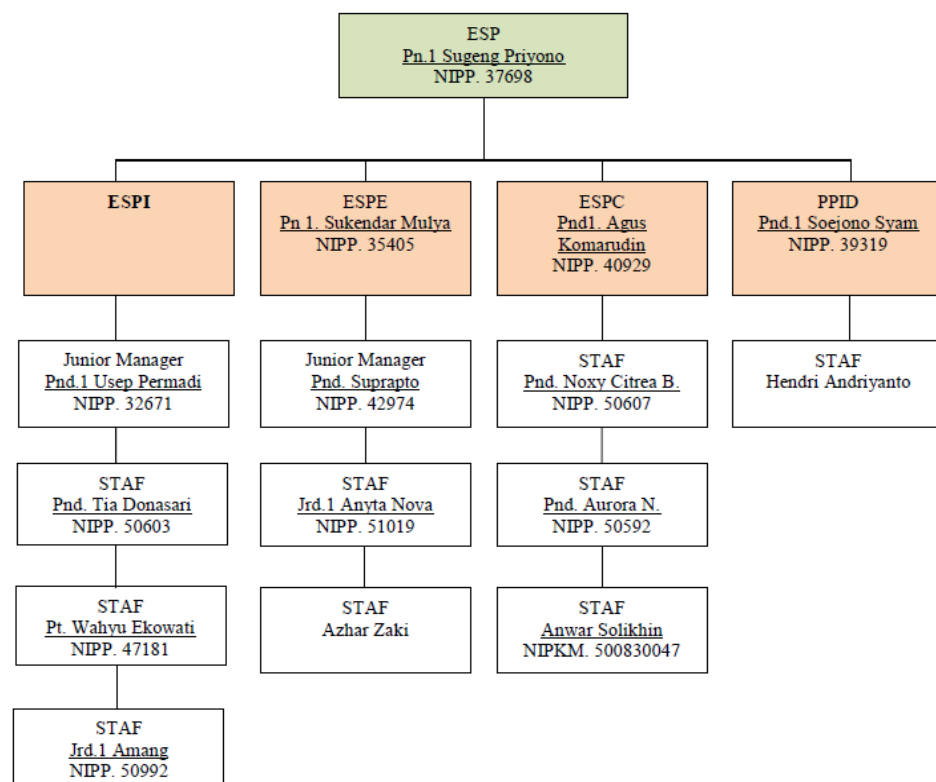 ESP
Pn.1 Sugeng Priyono
NIPP. 37698
ESPI
ESPE
Pn 1. Sukendar Mulya
NIPP. 35405
ESPC
Pnd1. Agus
Komarudin
NIPP. 40929
PPID
Pnd.1 Soejono Syam
NIPP. 39319
Junior Manager
Pnd.1 Usep Permadi
NIPP. 32671
Junior Manager
Pnd. Suprapto
NIPP. 42974
STAF
Pnd. Noxy Citrea B.
NIPP. 50607
STAF
Hendri Andriyanto
STAF
Pnd. Tia Donasari
NIPP. 50603
STAF
Jrd.1 Anyta Nova
NIPP. 51019
STAF
Pnd. Aurora N.
NIPP. 50592
STAF
Pt. Wahyu Ekowati
NIPP. 47181
STAF
Azhar Zaki
STAF
Anwar Solikhin
NIPKM. 500830047
STAF
Jrd.1 Amang
NIPP. 50992